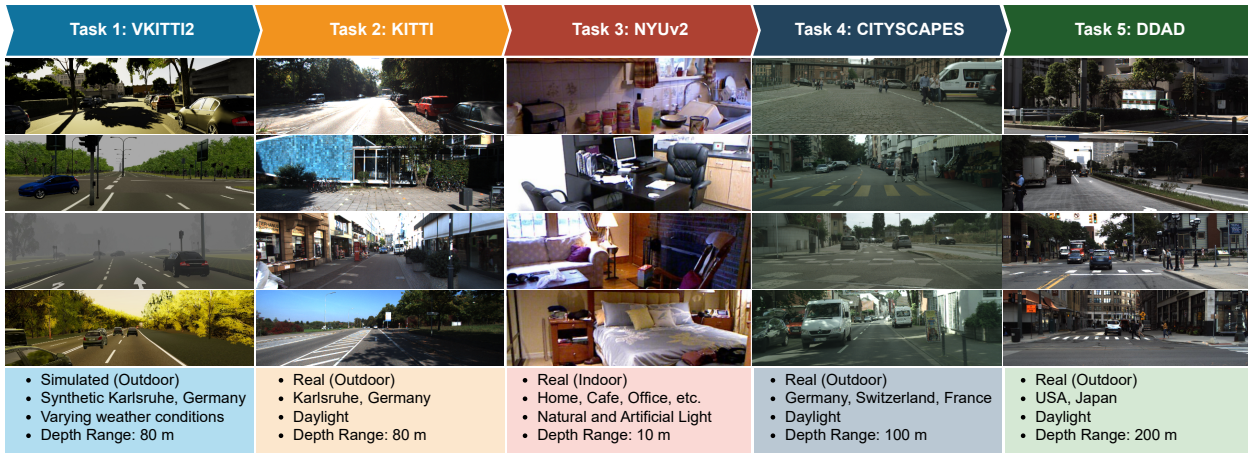 Task 1: VKITTI2
Task 2: KITTI
Task 3: NYUv2
Task 4: CITYSCAPES
Task 5: DDAD
• Simulated (Outdoor)
• Synthetic Karlsruhe, Germany
• Varying weather conditions
• Depth Range: 80 m
• Real (Outdoor)
• Karlsruhe, Germany
• Daylight
• Depth Range: 80 m
• Real (Indoor)
• Home, Cafe, Office, etc.
• Natural and Artificial Light
• Depth Range: 10 m
• Real (Outdoor)
• Germany, Switzerland, France
• Daylight
• Depth Range: 100 m
• Real (Outdoor)
• USA, Japan
• Daylight
• Depth Range: 200 m